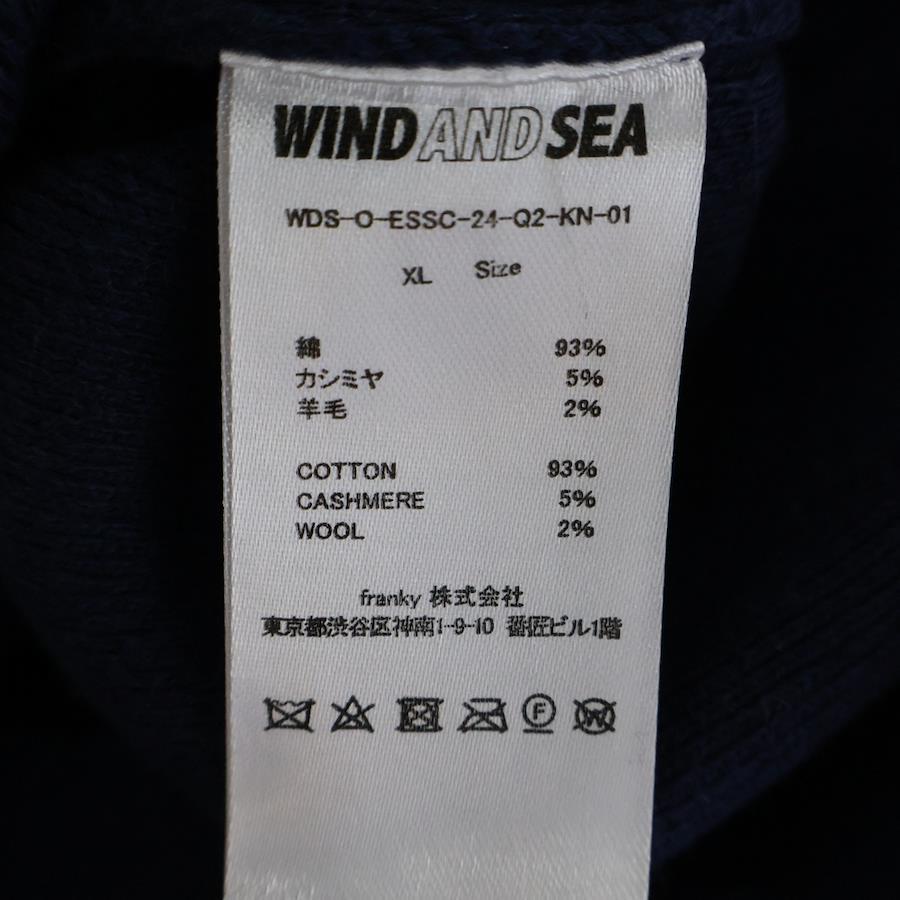 WIND AND SEA
WDS-O-ESSC-24-Q2-KN-01
XL Size
綿 93%
カシミヤ 5%
羊毛 2%
COTTON 93%
CASHMERE 5%
WOOL 2%
franky 株式会社
東京都渋谷区神南1-9-10 番匠ビル1階
F W